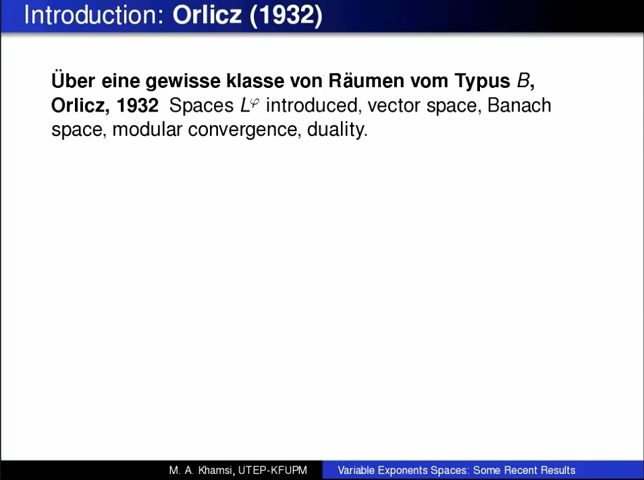 Introduction: Orlicz (1932)
Über eine gewisse klasse von Räumen vom Typus B,
Orlicz, 1932 Spaces L^φ introduced, vector space, Banach
space, modular convergence, duality.
M. A. Khamsi, UTEP-KFUPM Variable Exponents Spaces: Some Recent Results